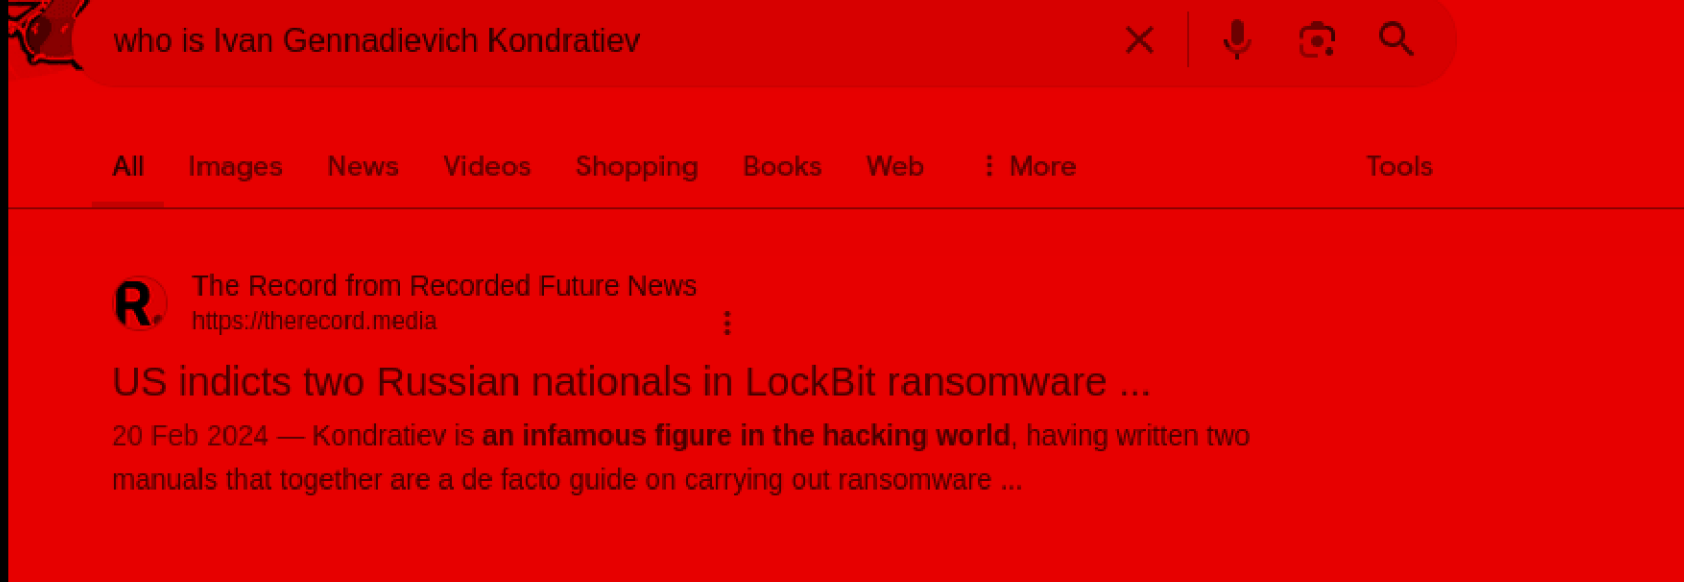 who is Ivan Gennadievich Kondratiev
All Images News Videos Shopping Books Web More Tools
R.
The Record from Recorded Future News
https://therecord.media
US indicts two Russian nationals in LockBit ransomware ...
20 Feb 2024 — Kondratiev is an infamous figure in the hacking world, having written two
manuals that together are a de facto guide on carrying out ransomware ...